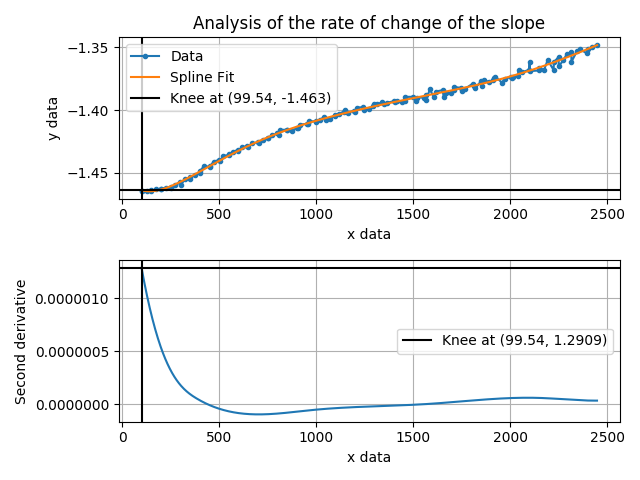 Analysis of the rate of change of the slope
−1.35
−1.40
−1.45
y data
Data
Spline Fit
Knee at (99.54, -1.463)
0 500 1000 1500 2000 2500
x data
0.0000010
0.0000005
0.0000000
Second derivative
Knee at (99.54, 1.2909)
0 500 1000 1500 2000 2500
x data